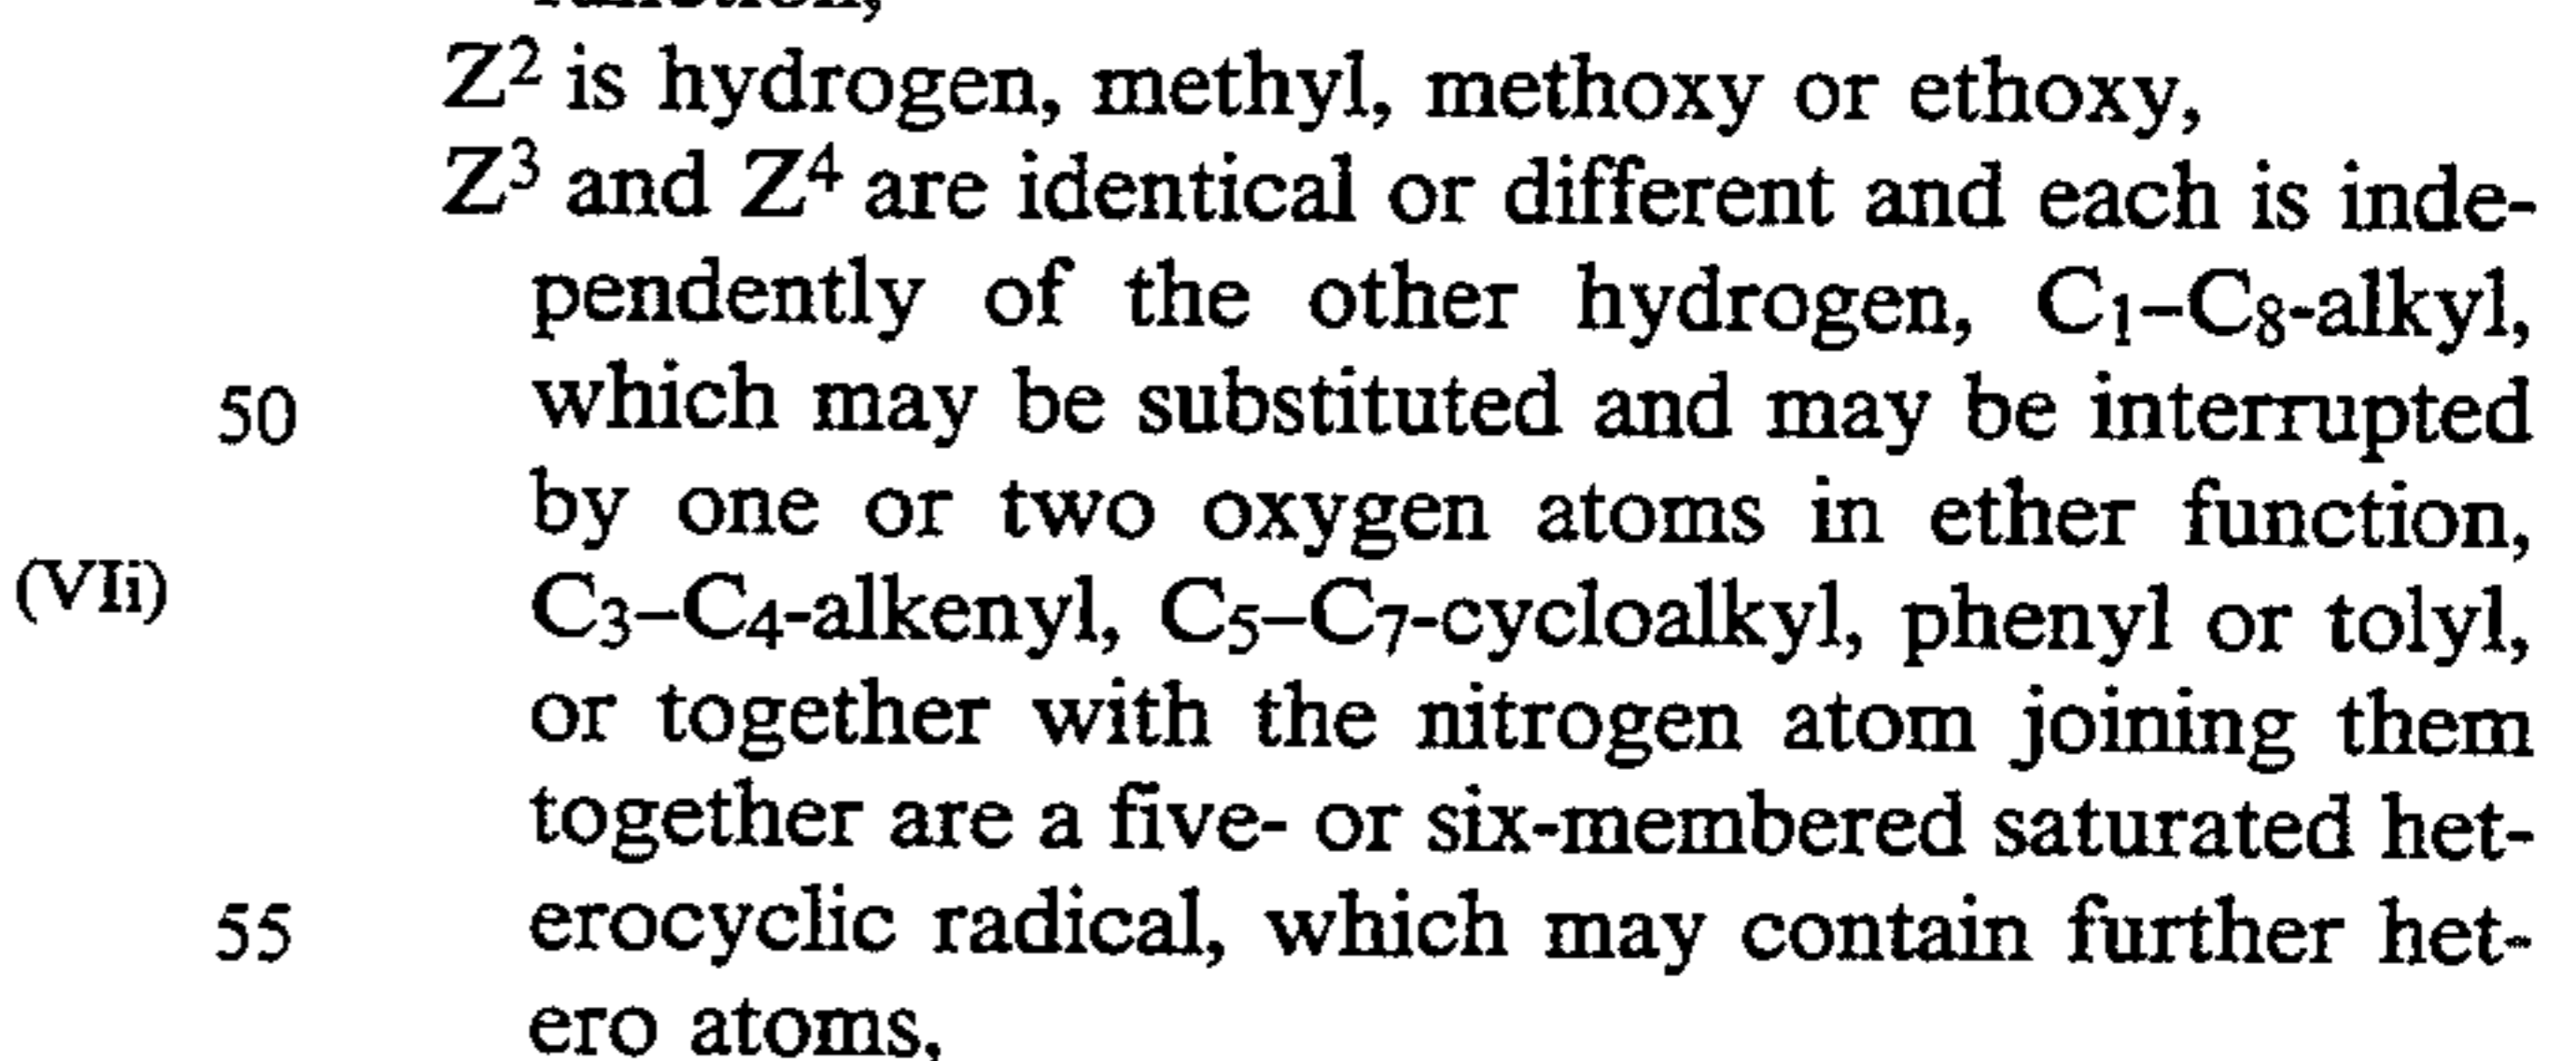 function,
Z² is hydrogen, methyl, methoxy or ethoxy,
Z³ and Z⁴ are identical or different and each is inde-
pendently of the other hydrogen, C₁–C₈-alkyl,
50 which may be substituted and may be interrupted
by one or two oxygen atoms in ether function,
(VIi) C₃–C₄-alkenyl, C₅–C₇-cycloalkyl, phenyl or tolyl,
or together with the nitrogen atom joining them
together are a five- or six-membered saturated het-
55 erocyclic radical, which may contain further het-
ero atoms,